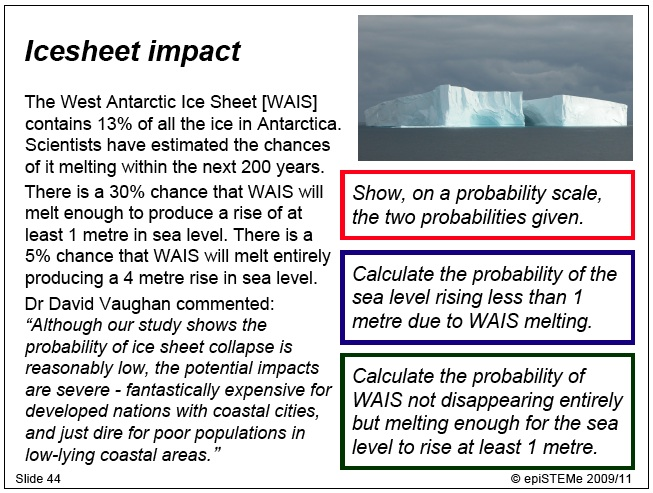 Icesheet impact
The West Antarctic Ice Sheet [WAIS]
contains 13% of all the ice in Antarctica.
Scientists have estimated the chances
of it melting within the next 200 years.
There is a 30% chance that WAIS will
melt enough to produce a rise of at
least 1 metre in sea level. There is a
5% chance that WAIS will melt entirely
producing a 4 metre rise in sea level.
Dr David Vaughan commented:
“Although our study shows the
probability of ice sheet collapse is
reasonably low, the potential impacts
are severe - fantastically expensive for
developed nations with coastal cities,
and just dire for poor populations in
low-lying coastal areas.”
Show, on a probability scale,
the two probabilities given.
Calculate the probability of the
sea level rising less than 1
metre due to WAIS melting.
Calculate the probability of
WAIS not disappearing entirely
but melting enough for the sea
level to rise at least 1 metre.
Slide 44
© epiSTEMe 2009/11